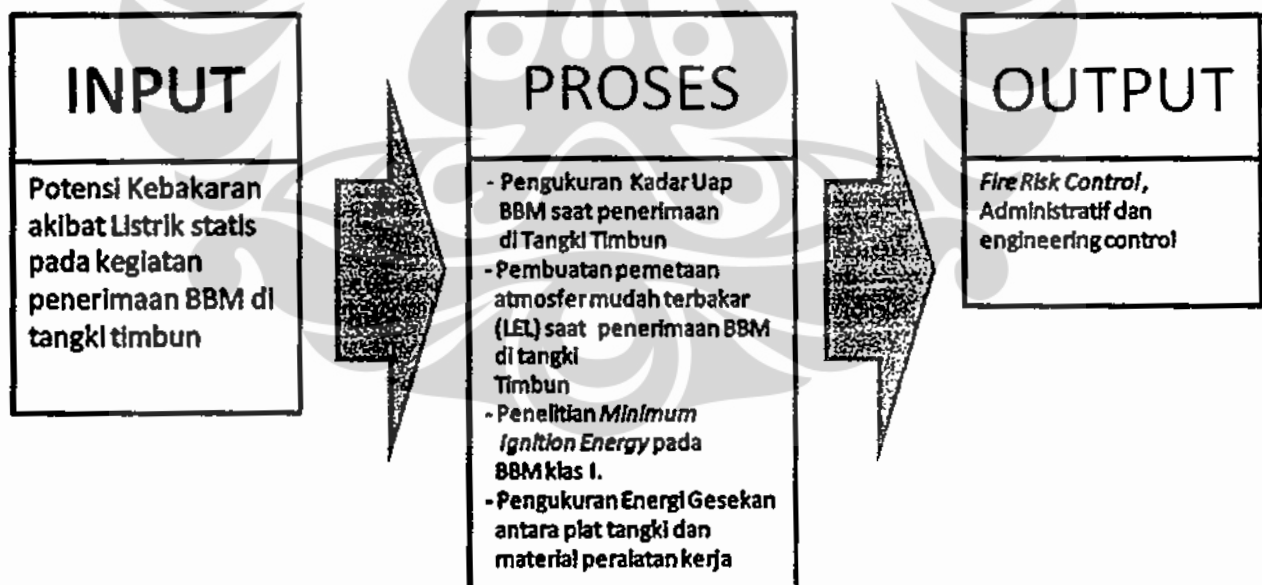 INPUT
Potensi Kebakaran
akibat Listrik statis
pada kegiatan
penerimaan BBM di
tangki timbun
PROSES
- Pengukuran Kadar Uap
BBM saat penerimaan
di Tangki Timbun
- Pembuatan pemetaan
atmosfer mudah terbakar
(LEL) saat penerimaan BBM
di tangki
Timbun
- Penelitian Minimum
Ignition Energy pada
BBM klas I.
- Pengukuran Energi Gesekan
antara plat tangki dan
material peralatan kerja
OUTPUT
Fire Risk Control,
Administratif dan
engineering control